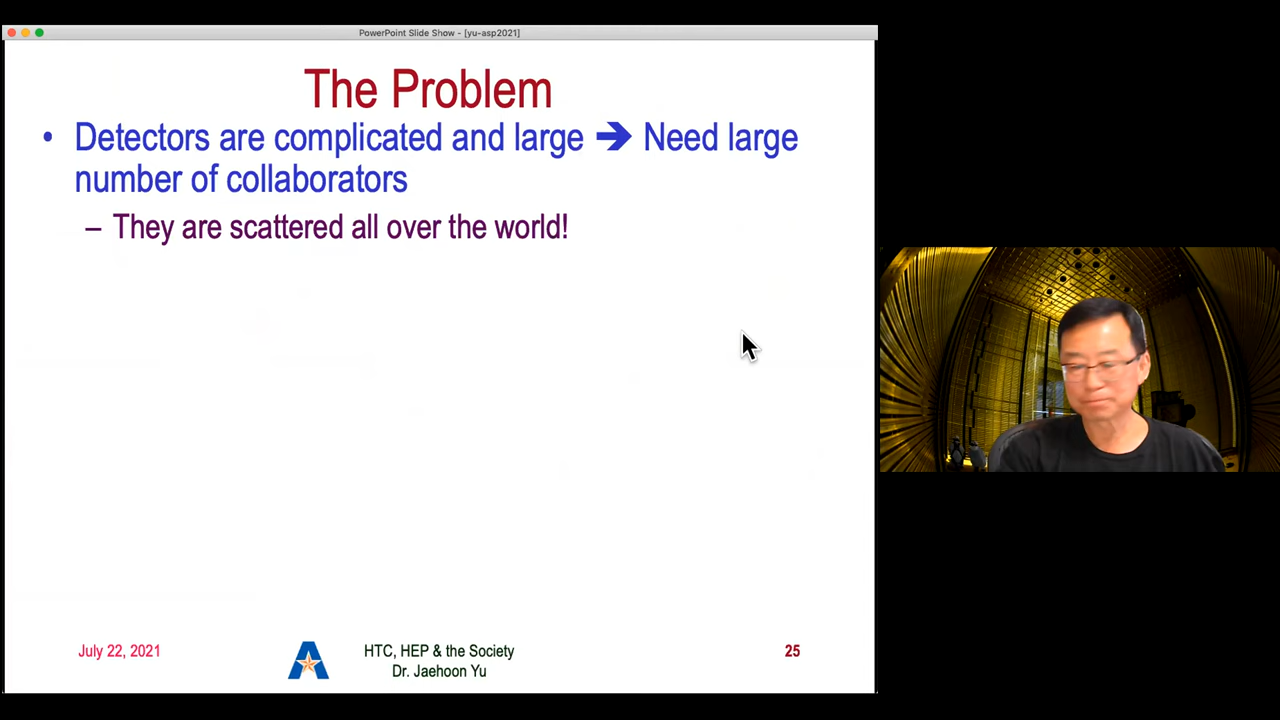 PowerPoint Slide Show - [yu-asp2021]
The Problem
• Detectors are complicated and large ➔ Need large
number of collaborators
– They are scattered all over the world!
July 22, 2021
HTC, HEP & the Society
Dr. Jaehoon Yu
25